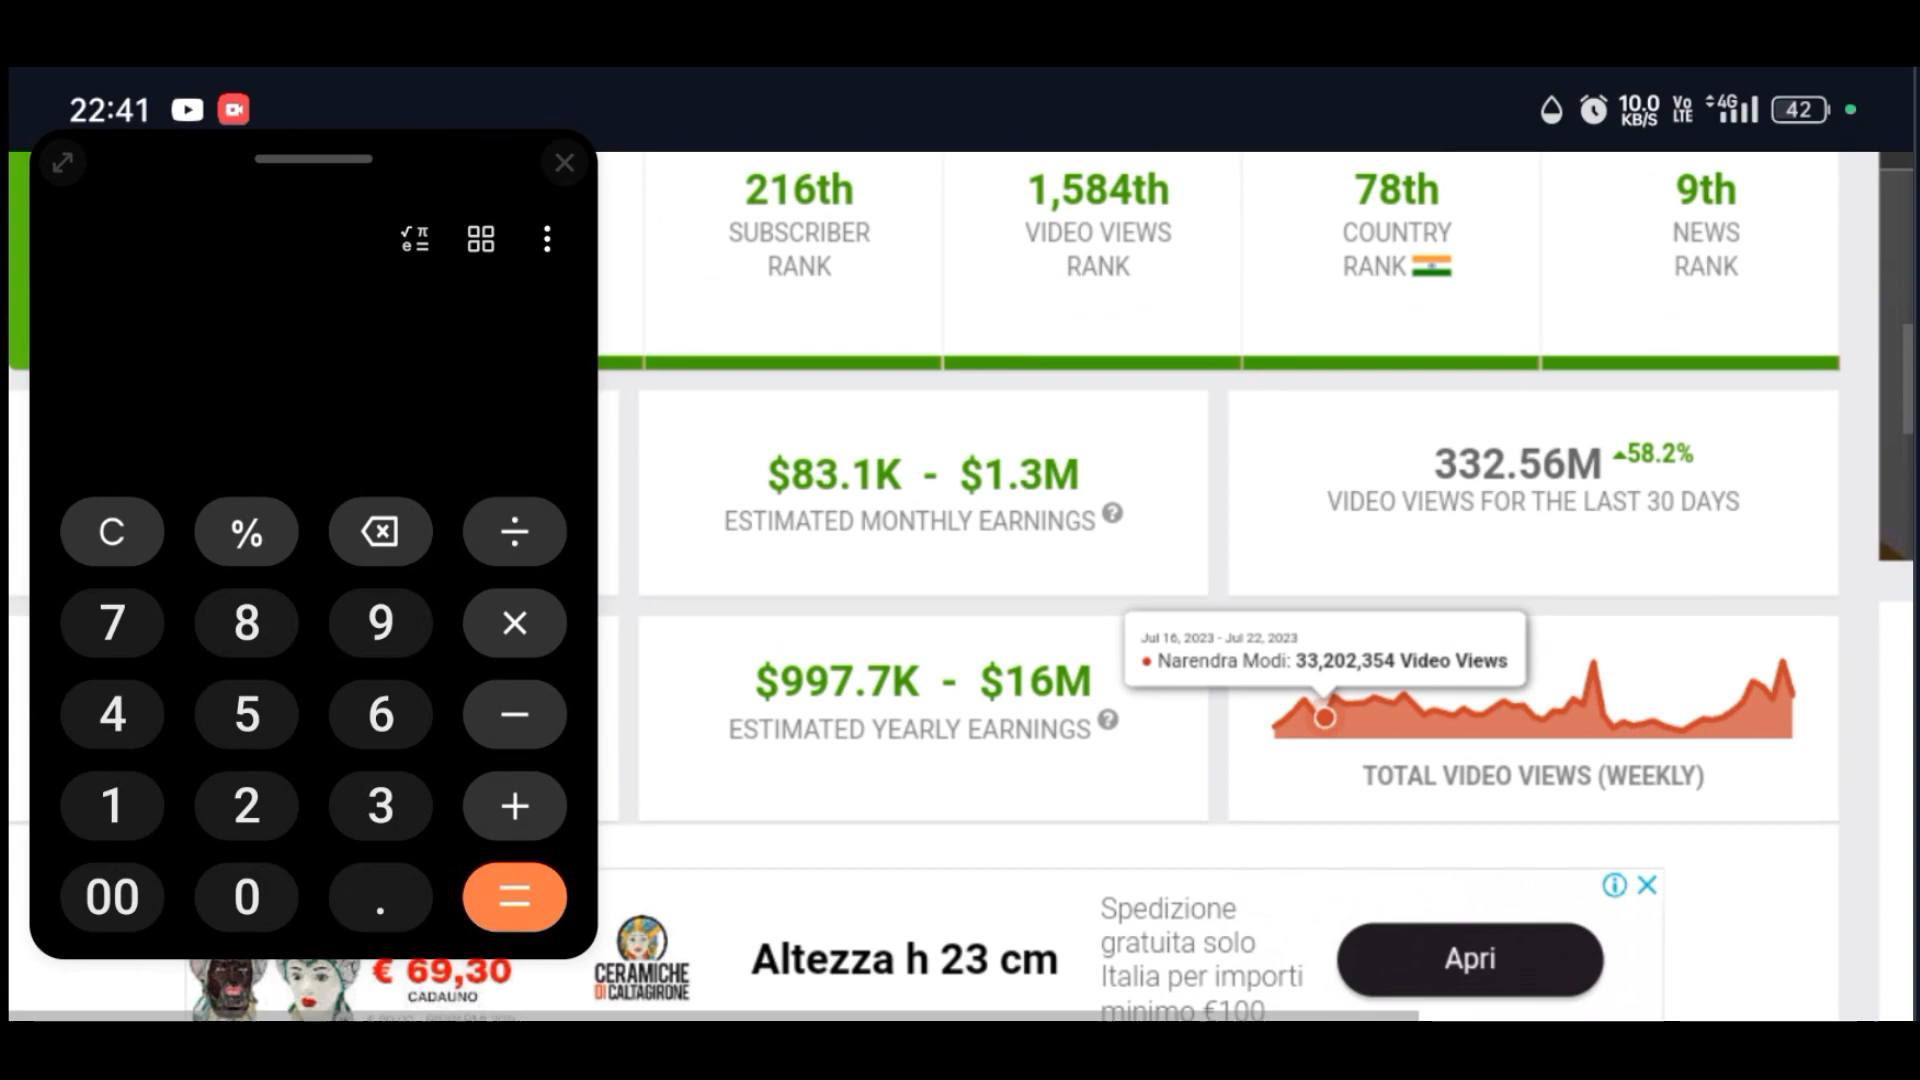 22:41
10.0
KB/S
Vo
LTE
4G
42
√π
e=
C
%
÷
7
8
9
×
4
5
6
−
1
2
3
+
00
0
.
=
216th
SUBSCRIBER
RANK
1,584th
VIDEO VIEWS
RANK
78th
COUNTRY
RANK
9th
NEWS
RANK
$83.1K - $1.3M
ESTIMATED MONTHLY EARNINGS ?
332.56M 58.2%
VIDEO VIEWS FOR THE LAST 30 DAYS
$997.7K - $16M
ESTIMATED YEARLY EARNINGS ?
Jul 16, 2023 - Jul 22, 2023
Narendra Modi: 33,202,354 Video Views
TOTAL VIDEO VIEWS (WEEKLY)
€ 69,30
CADAUNO
CERAMICHE
DI CALTAGIRONE
Altezza h 23 cm
Spedizione
gratuita solo
Italia per importi
minimo €100
Apri